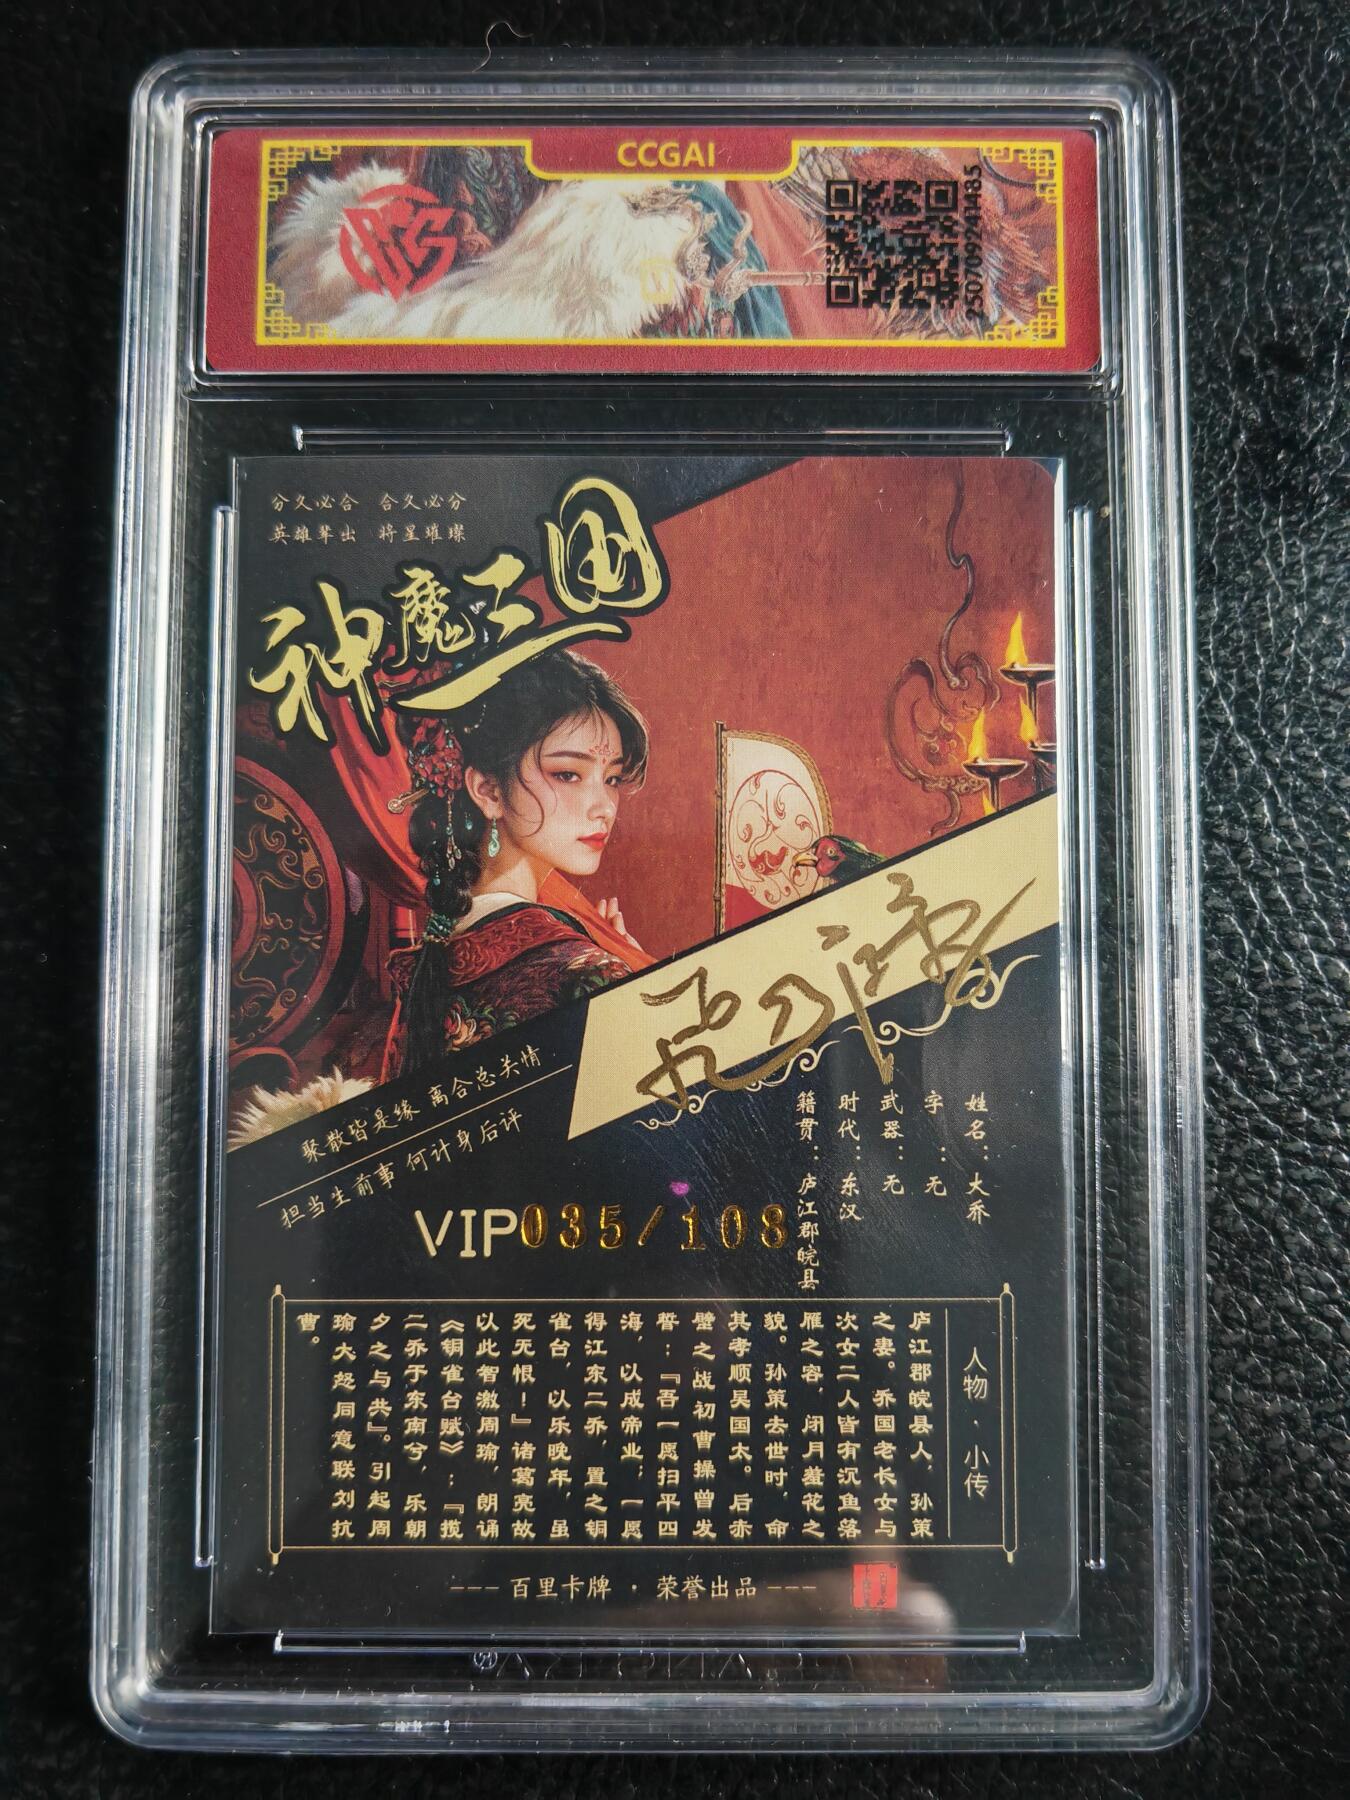 CCGAI
250709241485
分久必合 合久必分
英雄辈出 将星璀璨
神魔三国
聚散皆是缘 离合总关情
担当生前事 何计身后评
姓名：大乔
字：无
武器：无
时代：东汉
籍贯：庐江郡皖县
VIP035/108
人物·小传
庐江郡皖县人，孙策
之妻。乔国老长女与
次女二人皆有沉鱼落
雁之容，闭月羞花之
貌。孙策去世时，命
其孝顺吴国太。后赤
壁之战初曹操曾发
誓：『吾一愿扫平四
海，以成帝业；一愿
得江东二乔，置之铜
雀台，以乐晚年，虽
死无恨！』诸葛亮故
以此智激周瑜，朗诵
《铜雀台赋》：『揽
二乔于东南兮，乐朝
夕之与共』。引起周
瑜大怒同意联刘抗
曹。
--- 百里卡牌 · 荣誉出品 ---